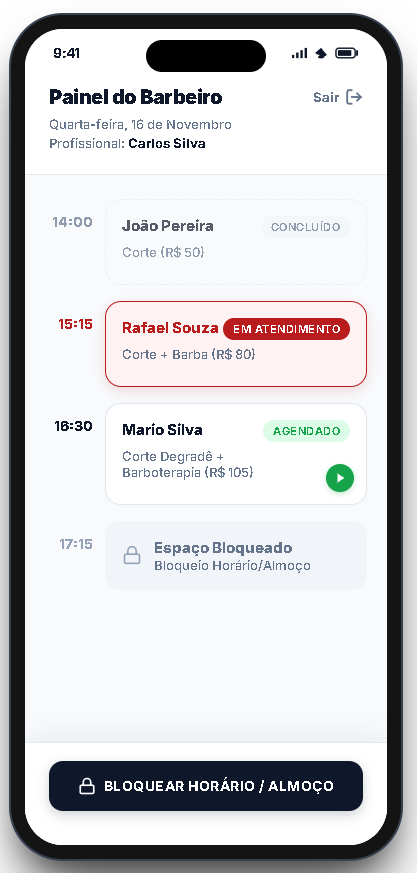 9:41
Painel do Barbeiro
Sair
Quarta-feira, 16 de Novembro
Profissional: Carlos Silva
14:00
João Pereira
CONCLUÍDO
Corte (R$ 50)
15:15
Rafael Souza
EM ATENDIMENTO
Corte + Barba (R$ 80)
16:30
Mario Silva
AGENDADO
Corte Degradê +
Barboterapia (R$ 105)
17:15
Espaço Bloqueado
Bloqueio Horário/Almoço
BLOQUEAR HORÁRIO / ALMOÇO